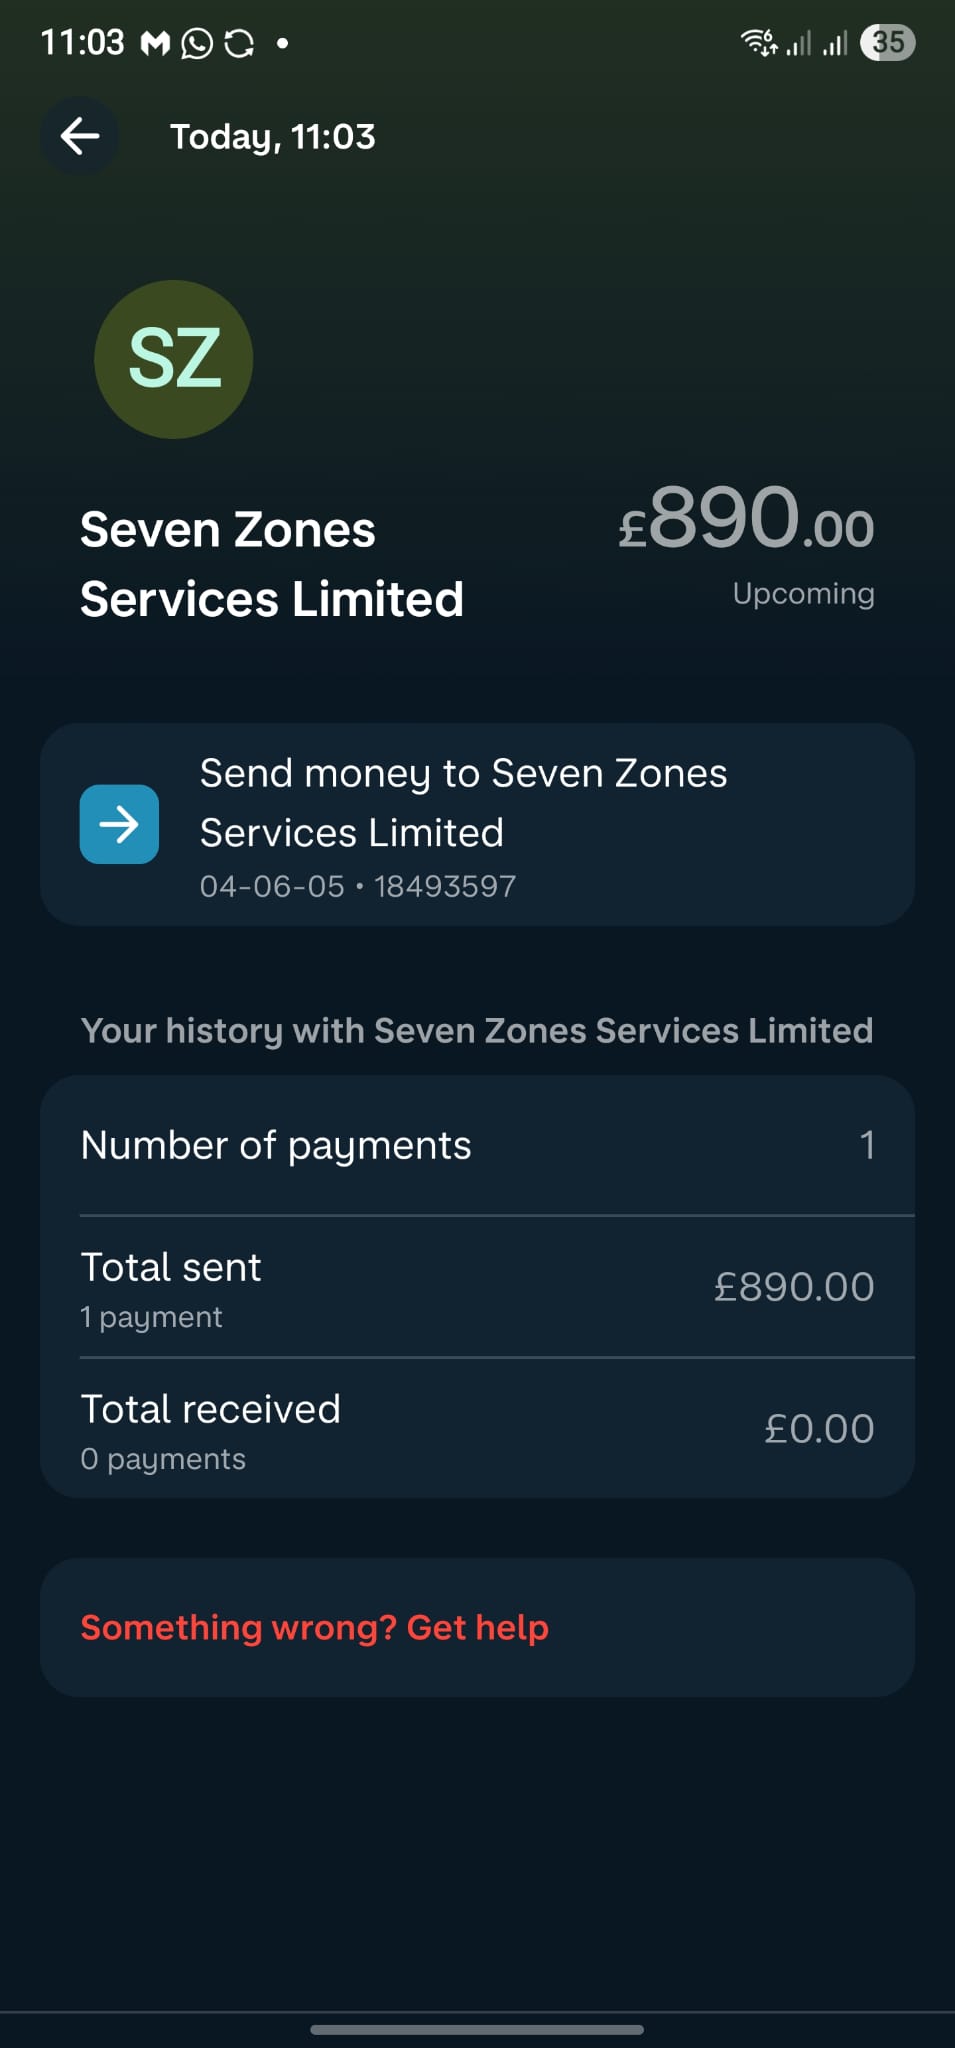 11:03
35
Today, 11:03
SZ
Seven Zones
Services Limited
£890.00
Upcoming
Send money to Seven Zones
Services Limited
04-06-05 • 18493597
Your history with Seven Zones Services Limited
Number of payments 1
Total sent
1 payment
£890.00
Total received
0 payments
£0.00
Something wrong? Get help